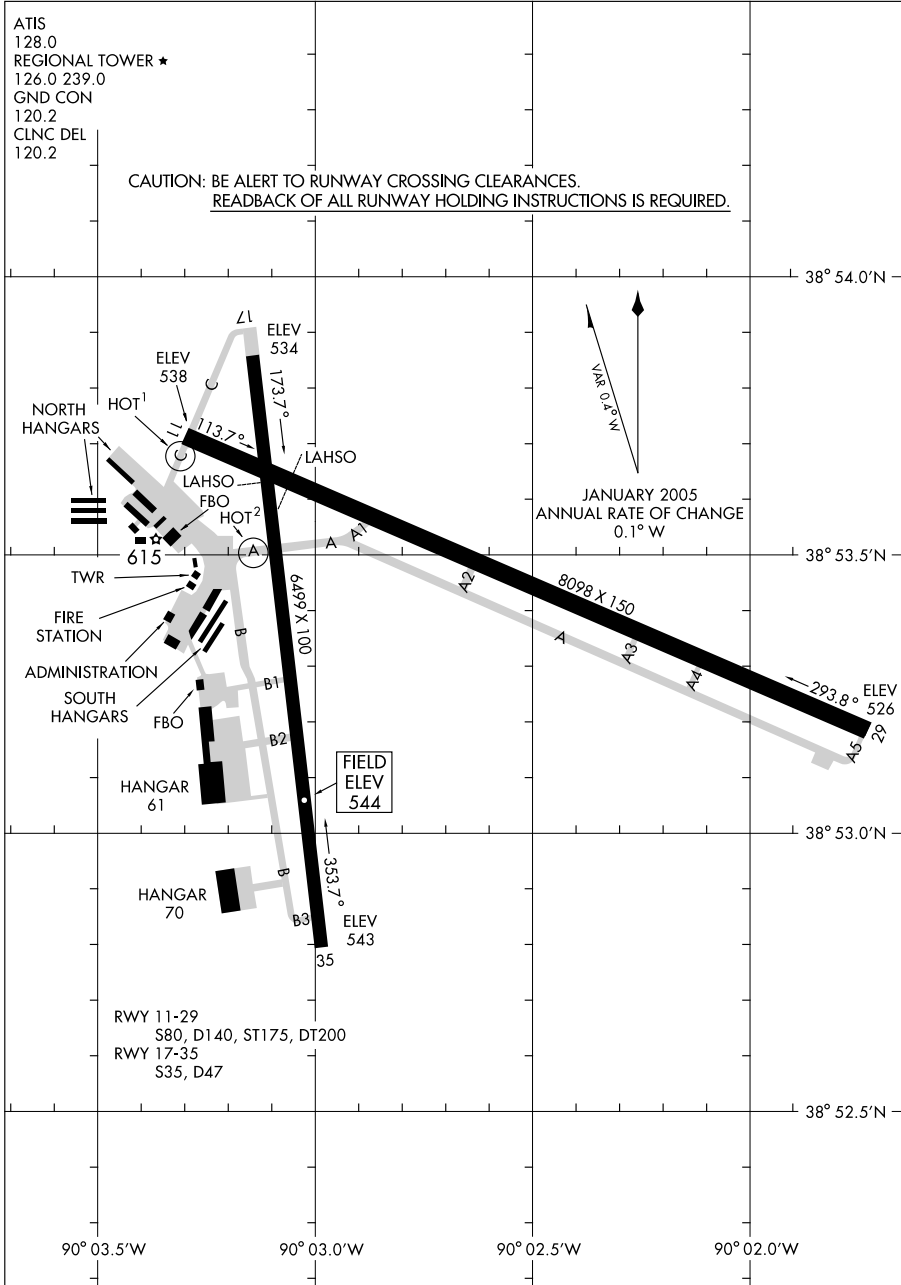 ATIS
128.0
REGIONAL TOWER ★
126.0 239.0
GND CON
120.2
CLNC DEL
120.2
CAUTION: BE ALERT TO RUNWAY CROSSING CLEARANCES.
READBACK OF ALL RUNWAY HOLDING INSTRUCTIONS IS REQUIRED.
38° 54.0'N
17
ELEV
534
ELEV
538
173.7°
C
VAR 0.4° W
HOT¹
NORTH
HANGARS
11
113.7°
C
LAHSO
LAHSO
FBO
HOT²
JANUARY 2005
ANNUAL RATE OF CHANGE
0.1° W
615
A
A
A1
38° 53.5'N
TWR
A2
8098 X 150
6499 X 100
FIRE
STATION
B
A
A3
ADMINISTRATION
A4
SOUTH
HANGARS
B1
293.8°
ELEV
526
29
FBO
B2
A5
FIELD
ELEV
544
HANGAR
61
38° 53.0'N
353.7°
HANGAR
70
B
B3
ELEV
543
35
RWY 11-29
S80, D140, ST175, DT200
RWY 17-35
S35, D47
38° 52.5'N
90° 03.5'W
90° 03.0'W
90° 02.5'W
90° 02.0'W